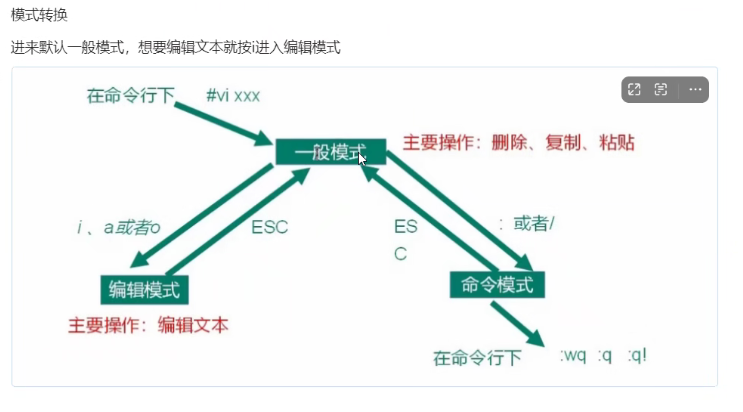 模式转换
进来默认一般模式，想要编辑文本就按i进入编辑模式
在命令行下 #vi xxx
一般模式
主要操作：删除、复制、粘贴
i 、a或者o
ESC
ES
C
：或者/
编辑模式
命令模式
主要操作：编辑文本
在命令行下 :wq :q :q!